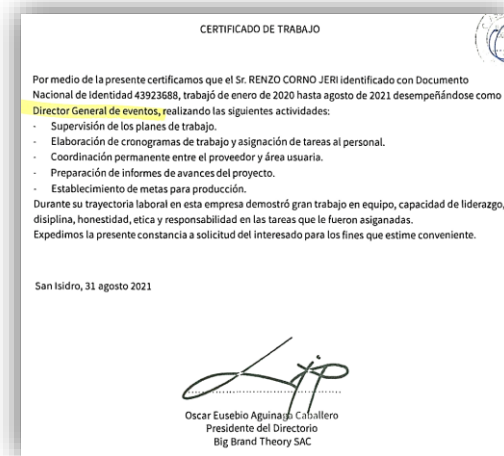 CERTIFICADO DE TRABAJO
Por medio de la presente certificamos que el Sr. RENZO CORNO JERI identificado con Documento
Nacional de Identidad 43923688, trabajó de enero de 2020 hasta agosto de 2021 desempeñándose como
Director General de eventos, realizando las siguientes actividades:
- Supervisión de los planes de trabajo.
- Elaboración de cronogramas de trabajo y asignación de tareas al personal.
- Coordinación permanente entre el proveedor y área usuaria.
- Preparación de informes de avances del proyecto.
- Establecimiento de metas para producción.
Durante su trayectoria laboral en esta empresa demostró gran trabajo en equipo, capacidad de liderazgo,
disiplina, honestidad, etica y responsabilidad en las tareas que le fueron asiganadas.
Expedimos la presente constancia a solicitud del interesado para los fines que estime conveniente.
San Isidro, 31 agosto 2021
Oscar Eusebio Aguinaga Caballero
Presidente del Directorio
Big Brand Theory SAC